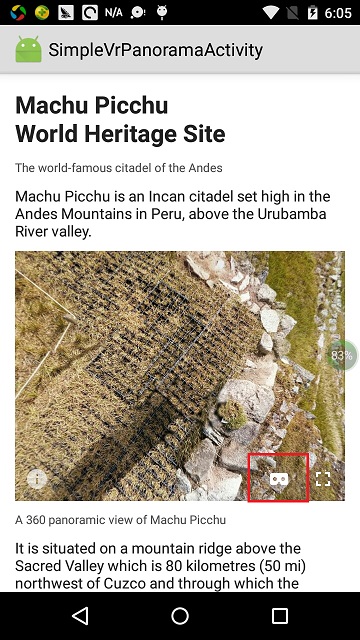 N/A
6:05
SimpleVrPanoramaActivity
Machu Picchu
World Heritage Site
The world-famous citadel of the Andes
Machu Picchu is an Incan citadel set high in the
Andes Mountains in Peru, above the Urubamba
River valley.
83%
A 360 panoramic view of Machu Picchu
It is situated on a mountain ridge above the
Sacred Valley which is 80 kilometres (50 mi)
northwest of Cuzco and through which the